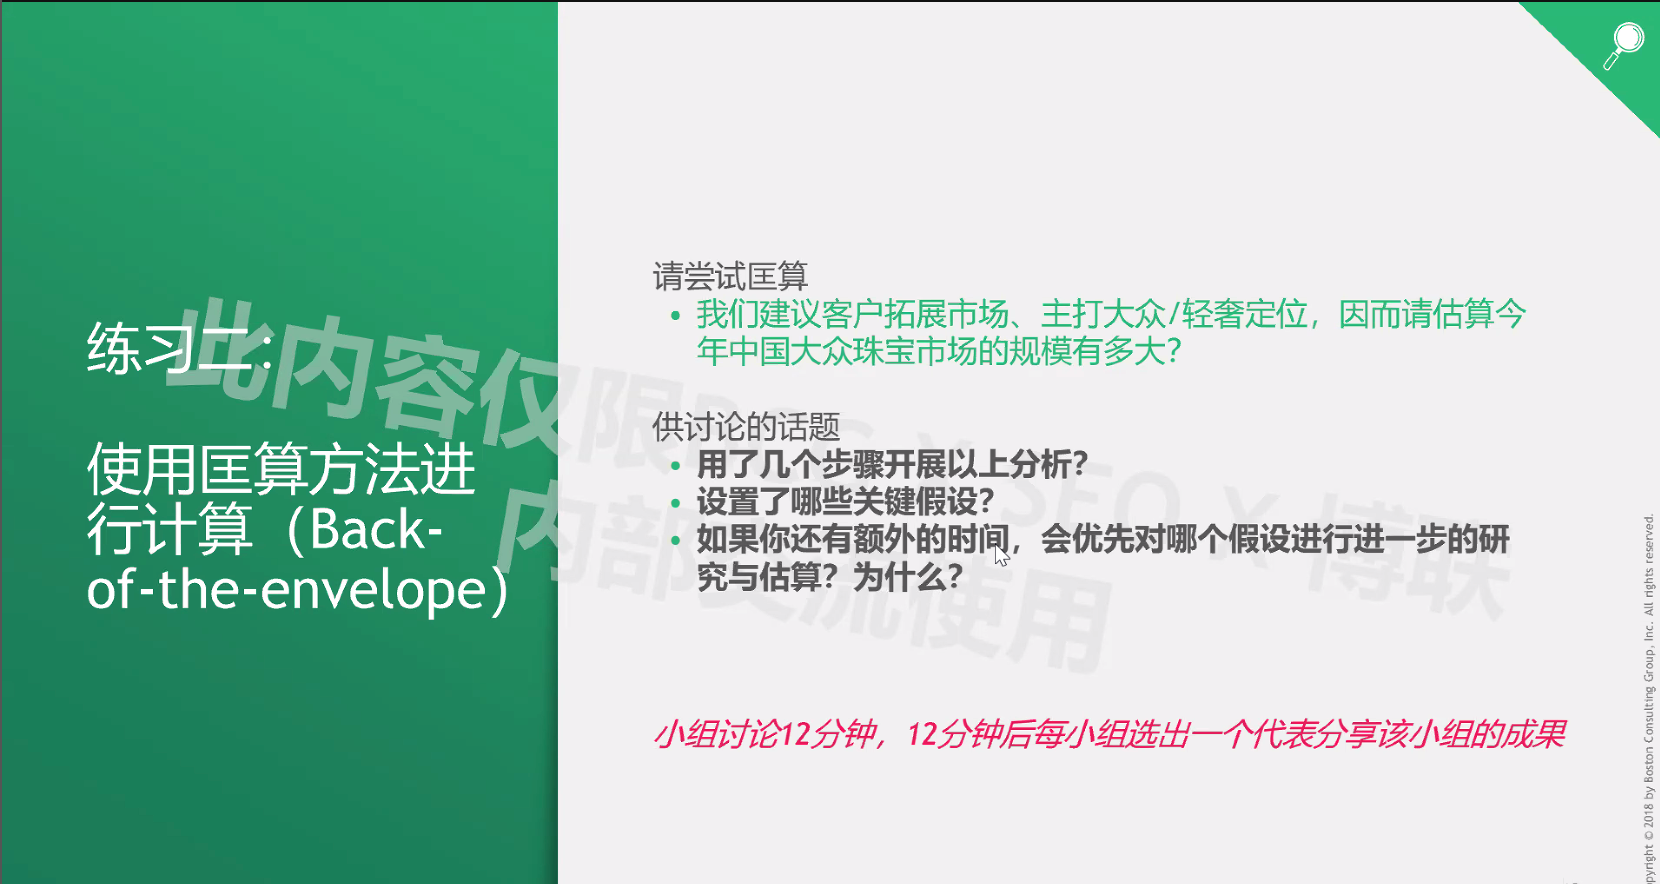 练习二：
使用匡算方法进
行计算（Back-
of-the-envelope）
请尝试匡算
• 我们建议客户拓展市场、主打大众/轻奢定位，因而请估算今
年中国大众珠宝市场的规模有多大？
供讨论的话题
• 用了几个步骤开展以上分析？
• 设置了哪些关键假设？
• 如果你还有额外的时间，会优先对哪个假设进行进一步的研
究与估算？为什么？
小组讨论12分钟，12分钟后每小组选出一个代表分享该小组的成果
此内容仅限BCG X SEO X 博联
内部交流使用
2018 by Boston Consulting Group, Inc. All rights reserved.